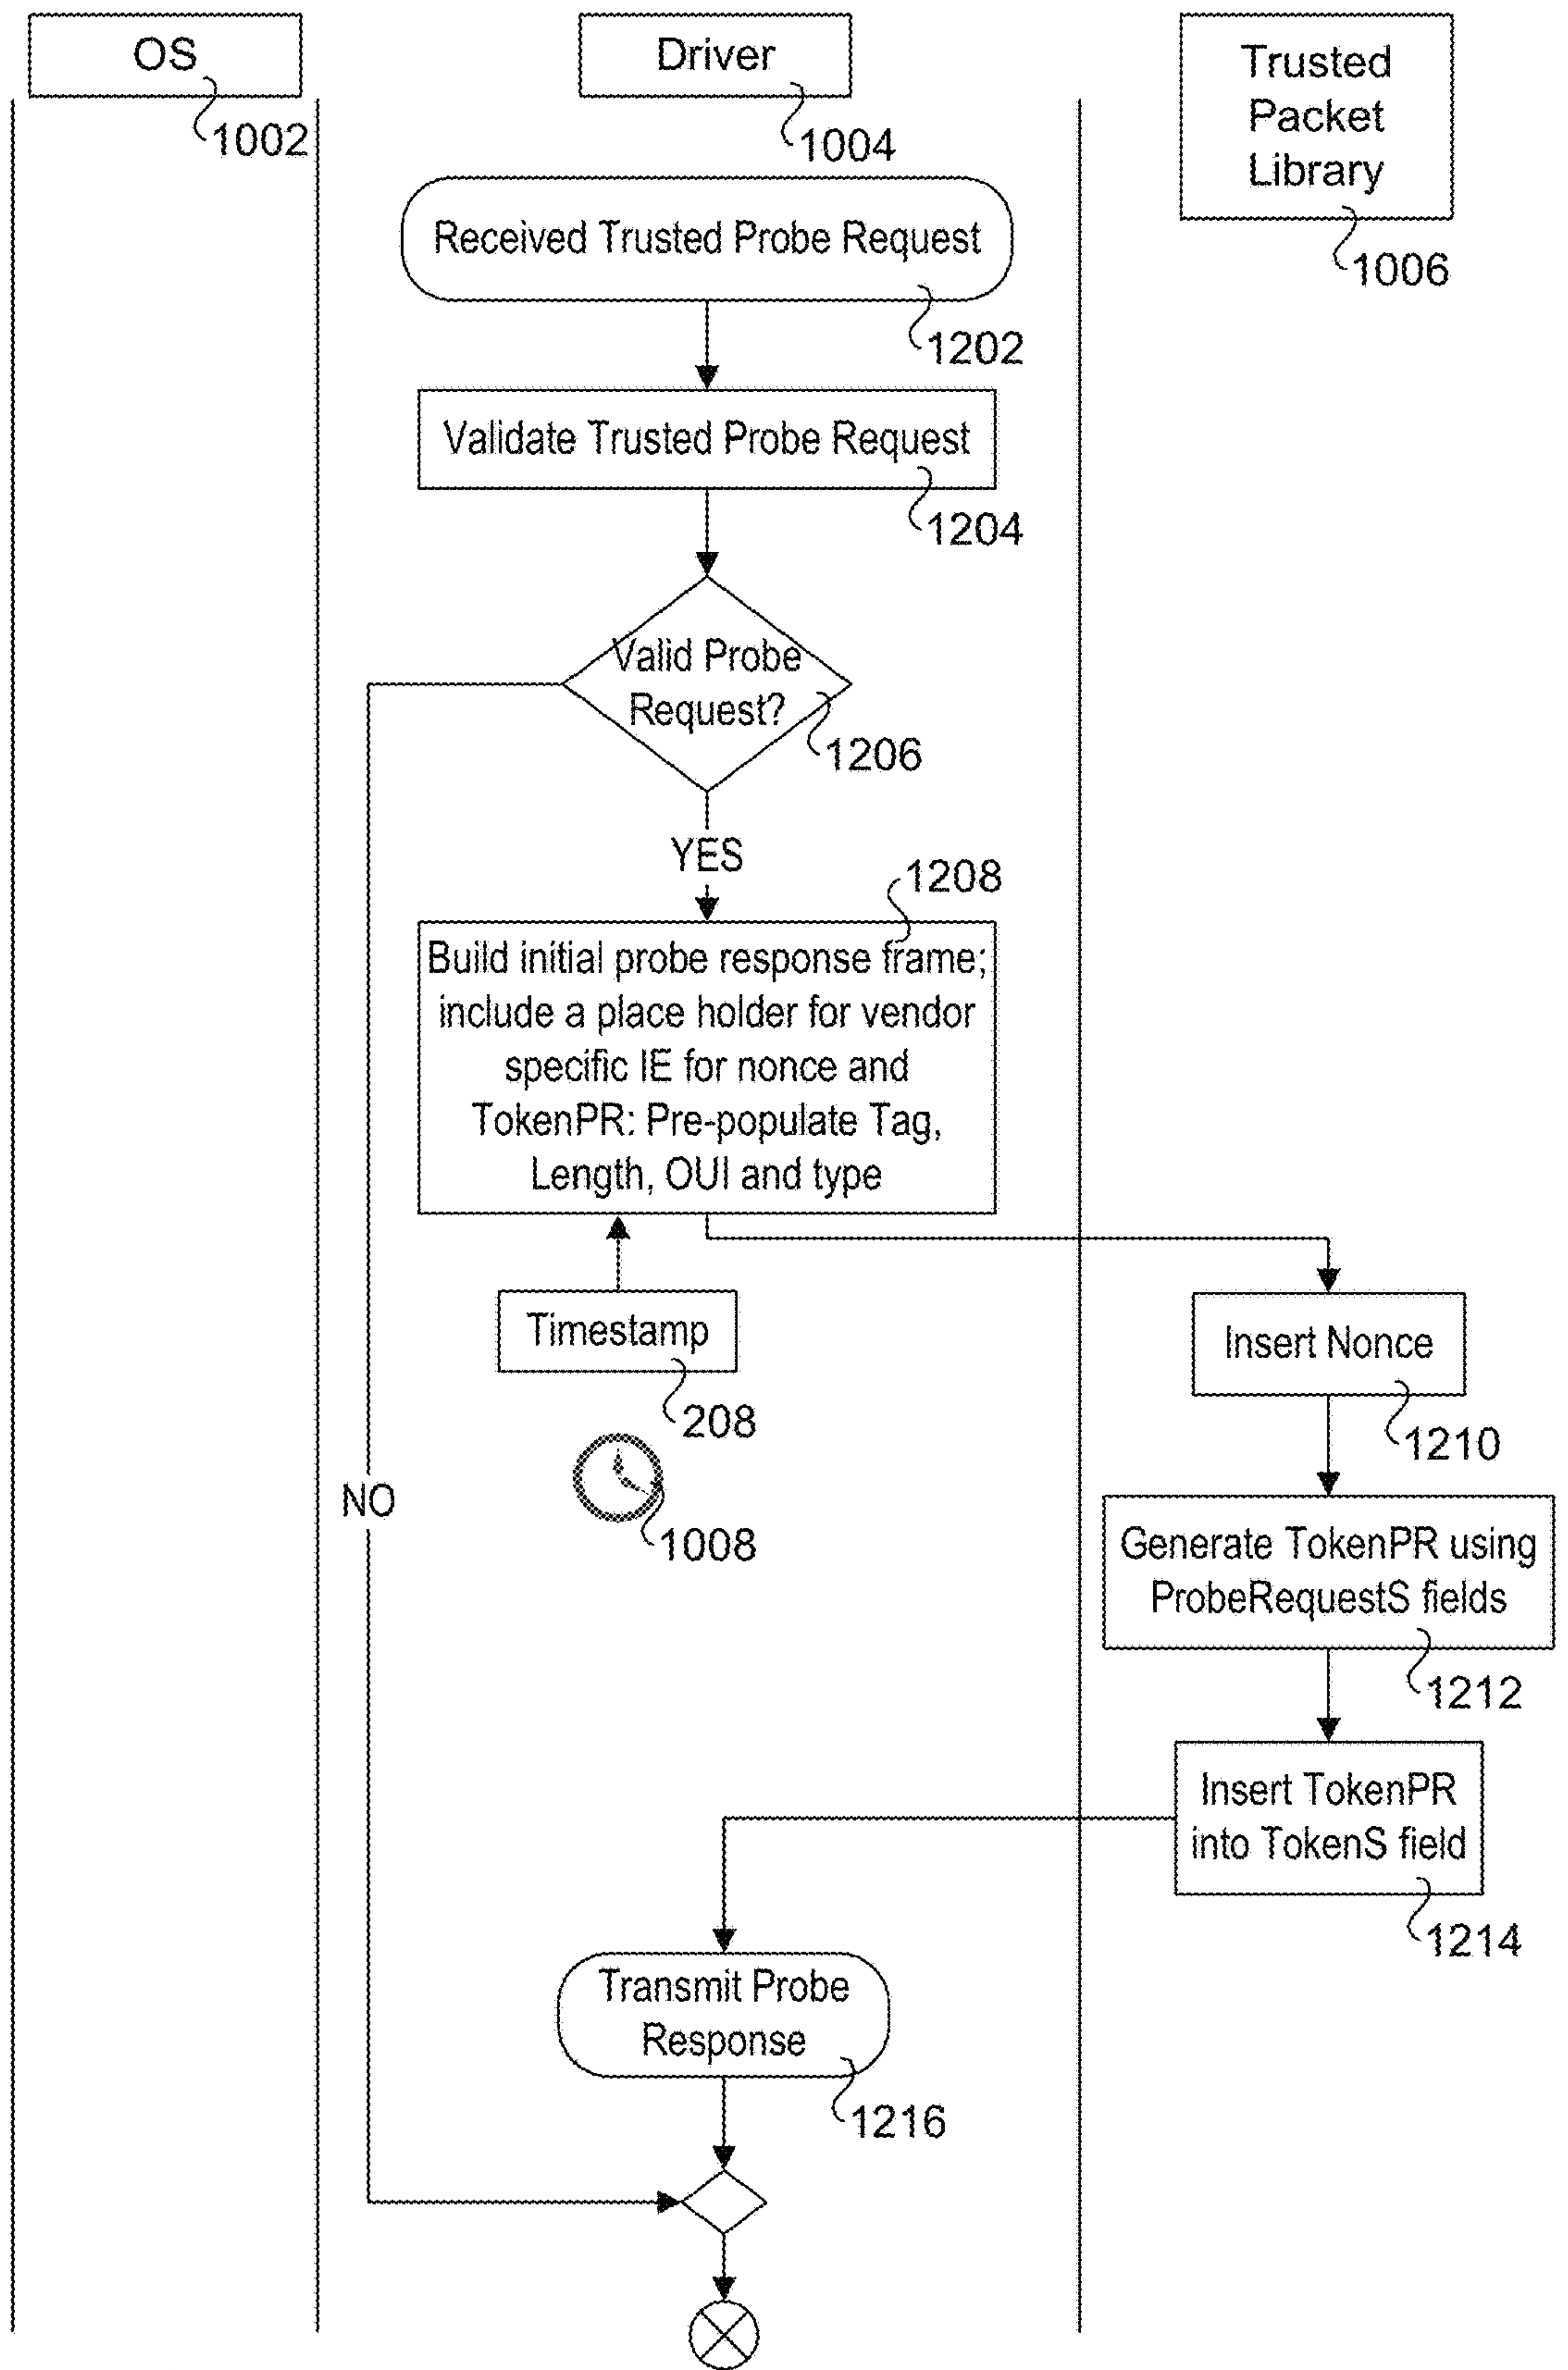 OS
1002
Driver
1004
Trusted
Packet
Library
1006
Received Trusted Probe Request
1202
Validate Trusted Probe Request
1204
Valid Probe
Request?
1206
YES
1208
Build initial probe response frame;
include a place holder for vendor
specific IE for nonce and
TokenPR: Pre-populate Tag,
Length, OUI and type
Timestamp
208
1008
NO
Insert Nonce
1210
Generate TokenPR using
ProbeRequestS fields
1212
Insert TokenPR
into TokenS field
1214
Transmit Probe
Response
1216